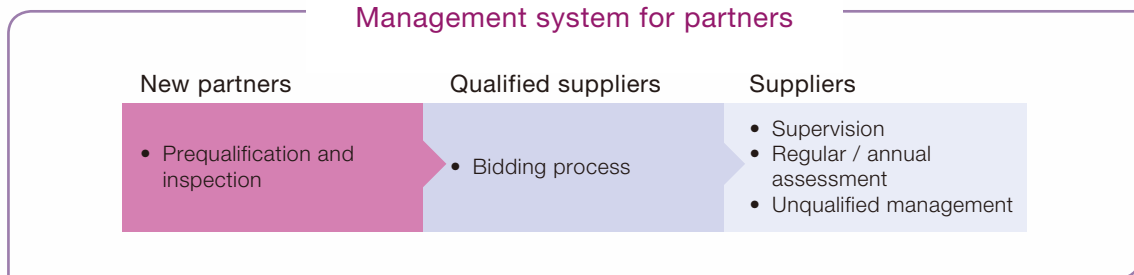 Management system for partners
New partners
Qualified suppliers
Suppliers
• Prequalification and
inspection
• Bidding process
• Supervision
• Regular / annual
assessment
• Unqualified management